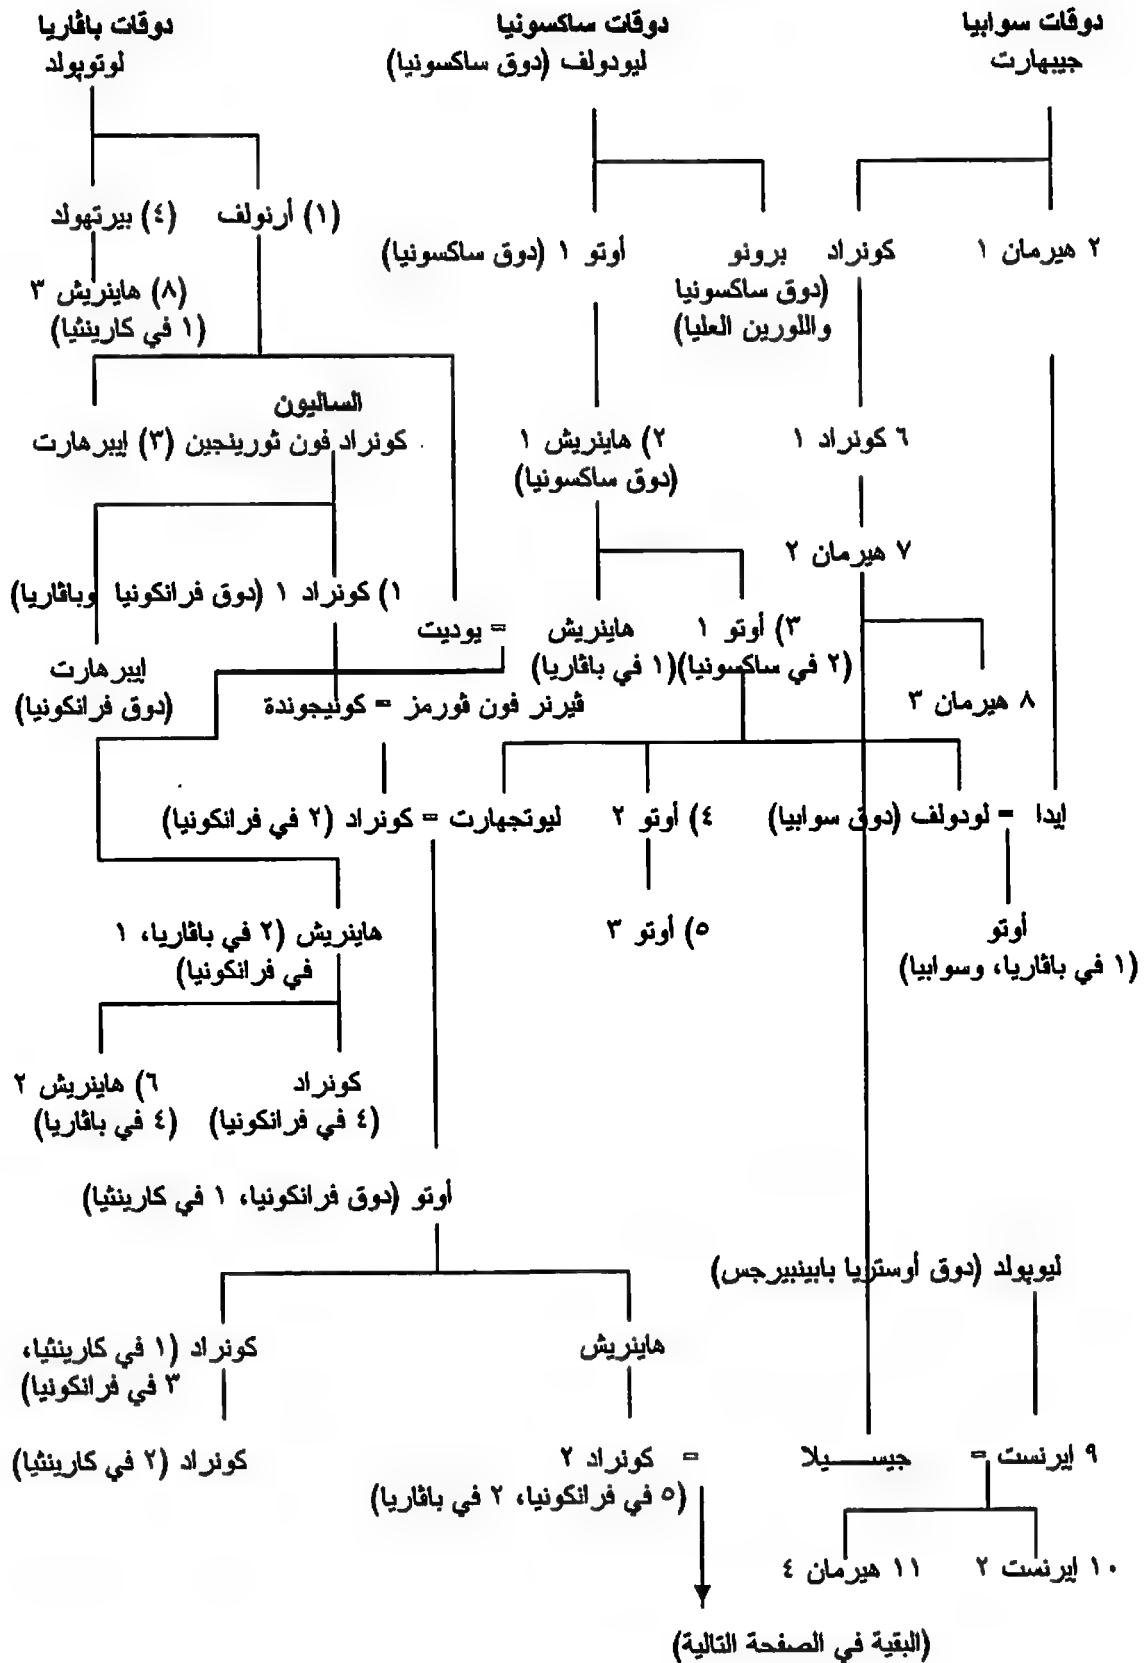 دوقات سوابيا
جيبهارت
دوقات ساكسونيا
ليودولف (دوق ساكسونيا)
دوقات باڤاريا
لوتوپولد
٢ هيرمان ١
كونراد
برونو
(دوق ساكسونيا
واللورين العليا)
أوتو ١ (دوق ساكسونيا)
(١) أرنولف
(٤) بيرتهولد
(٨) هاينريش ٣
(١ في كارينثيا)
الساليون
كونراد فون ثورينجين
(٣) إيبرهارت
٢) هاينريش ١
(دوق ساكسونيا)
٦ كونراد ١
٧ هيرمان ٢
١) كونراد ١ (دوق فرانكونيا وباڤاريا)
٣) أوتو ١
(٢ في ساكسونيا)
هاينريش
(١ في باڤاريا)
= يوديت
إيبرهارت
(دوق فرانكونيا)
ڤيرنر فون ڤورمز = كونيجوندة
٨ هيرمان ٣
إيدا = لودولف (دوق سوابيا)
٤) أوتو ٢
ليوتجهارت = كونراد (٢ في فرانكونيا)
أوتو
(١ في باڤاريا، وسوابيا)
٥) أوتو ٣
هاينريش (٢ في باڤاريا، ١
في فرانكونيا)
كونراد
(٤ في فرانكونيا)
٦) هاينريش ٢
(٤ في باڤاريا)
أوتو (دوق فرانكونيا، ١ في كارينثيا)
ليوپولد (دوق أوستريا بابينبيرجس)
هاينريش
كونراد (١ في كارينثيا،
٣ في فرانكونيا)
كونراد (٢ في كارينثيا)
٩ إيرنست = جيسيلا = كونراد ٢
(٥ في فرانكونيا، ٢ في باڤاريا)
١٠ إيرنست ٢
١١ هيرمان ٤
(البقية في الصفحة التالية)